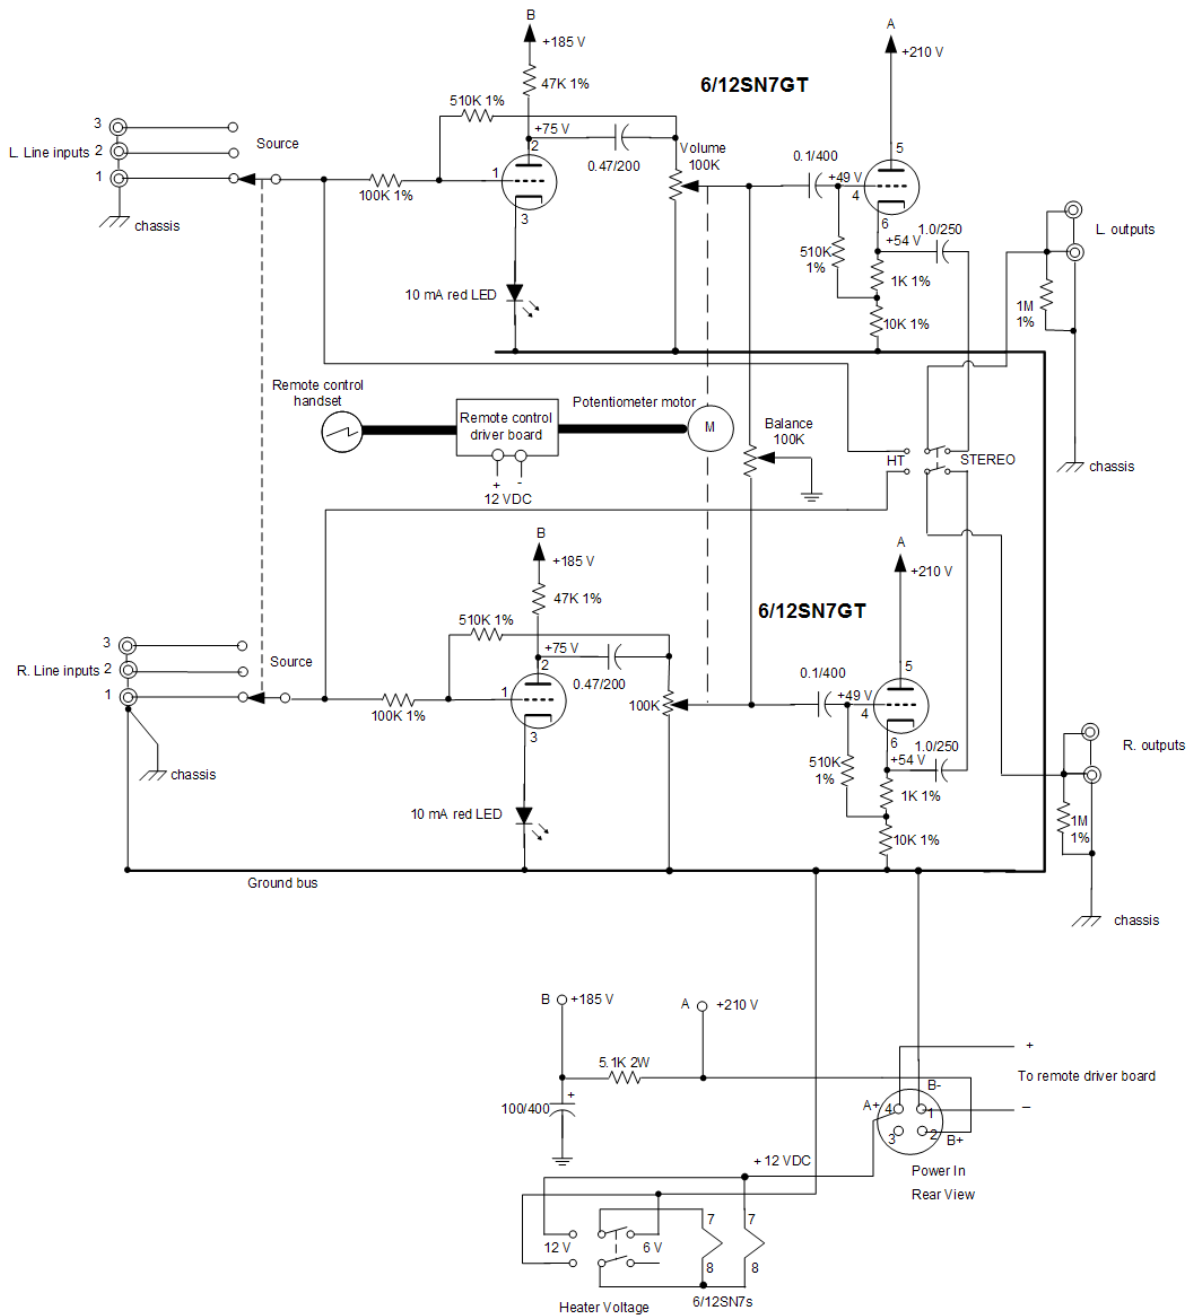 B
+185 V
47K 1%
A
+210 V
6/12SN7GT
510K 1%
+75 V
2
0.47/200
Volume
100K
3
L. Line inputs 2
1
Source
100K 1%
1
3
chassis
0.1/400
+49 V
4
5
6
+54 V
1.0/250
510K
1%
1K 1%
10K 1%
L. outputs
1M
1%
chassis
10 mA red LED
Remote control
handset
Remote control
driver board
+ -
12 VDC
Potentiometer motor
M
Balance
100K
HT
STEREO
B
+185 V
47K 1%
A
+210 V
6/12SN7GT
510K 1%
+75 V
2
0.47/200
100K
3
R. Line inputs 2
1
Source
100K 1%
1
3
chassis
0.1/400
+49 V
4
5
6
+54 V
1.0/250
510K
1%
1K 1%
10K 1%
R. outputs
1M
1%
chassis
10 mA red LED
Ground bus
B
+185 V
A
+210 V
5.1K 2W
+
100/400
+
To remote driver board
–
B-
A+
4
1
3
2
B+
Power In
Rear View
+ 12 VDC
12 V
6 V
7
7
8
8
6/12SN7s
Heater Voltage